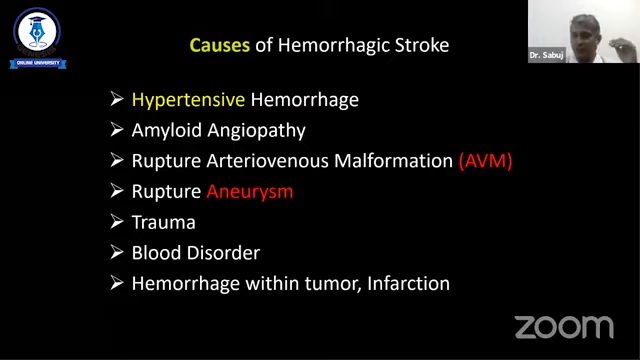 ONLINE UNIVERSITY
Causes of Hemorrhagic Stroke
Dr. Sabuj
➢ Hypertensive Hemorrhage
➢ Amyloid Angiopathy
➢ Rupture Arteriovenous Malformation (AVM)
➢ Rupture Aneurysm
➢ Trauma
➢ Blood Disorder
➢ Hemorrhage within tumor, Infarction
zoom